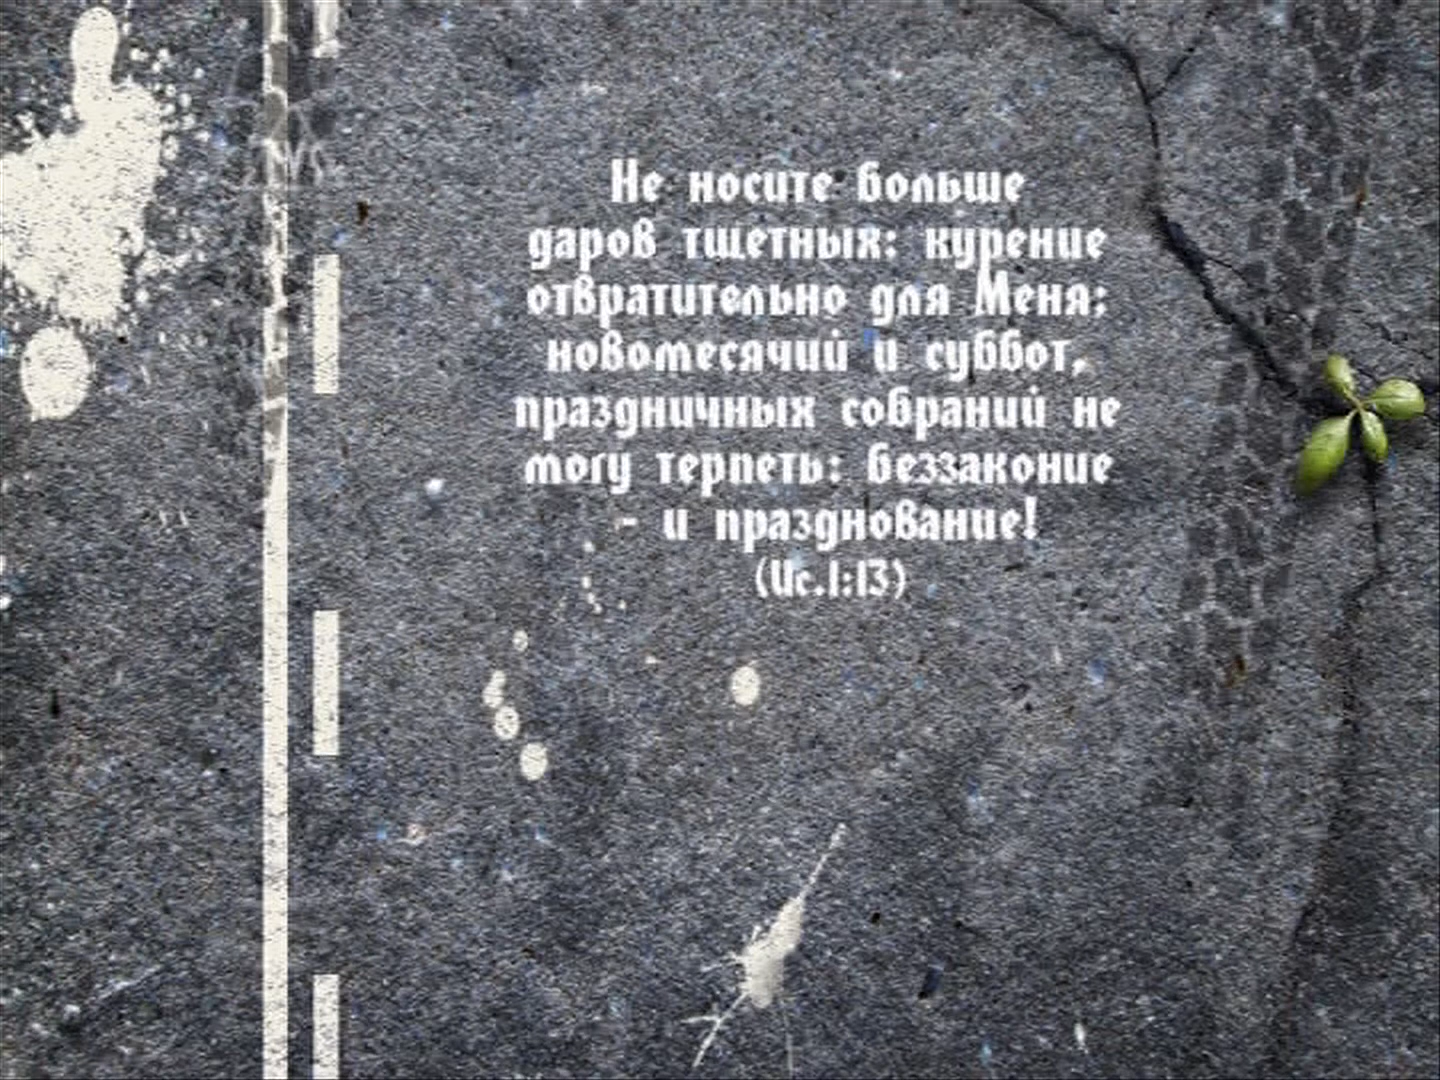 Не носите больше
даров тщетных: курение
отвратительно для Меня;
новомесячий и суббот,
праздничных собраний не
могу терпеть: беззаконие
- и празднование!
(Ис.1:13)